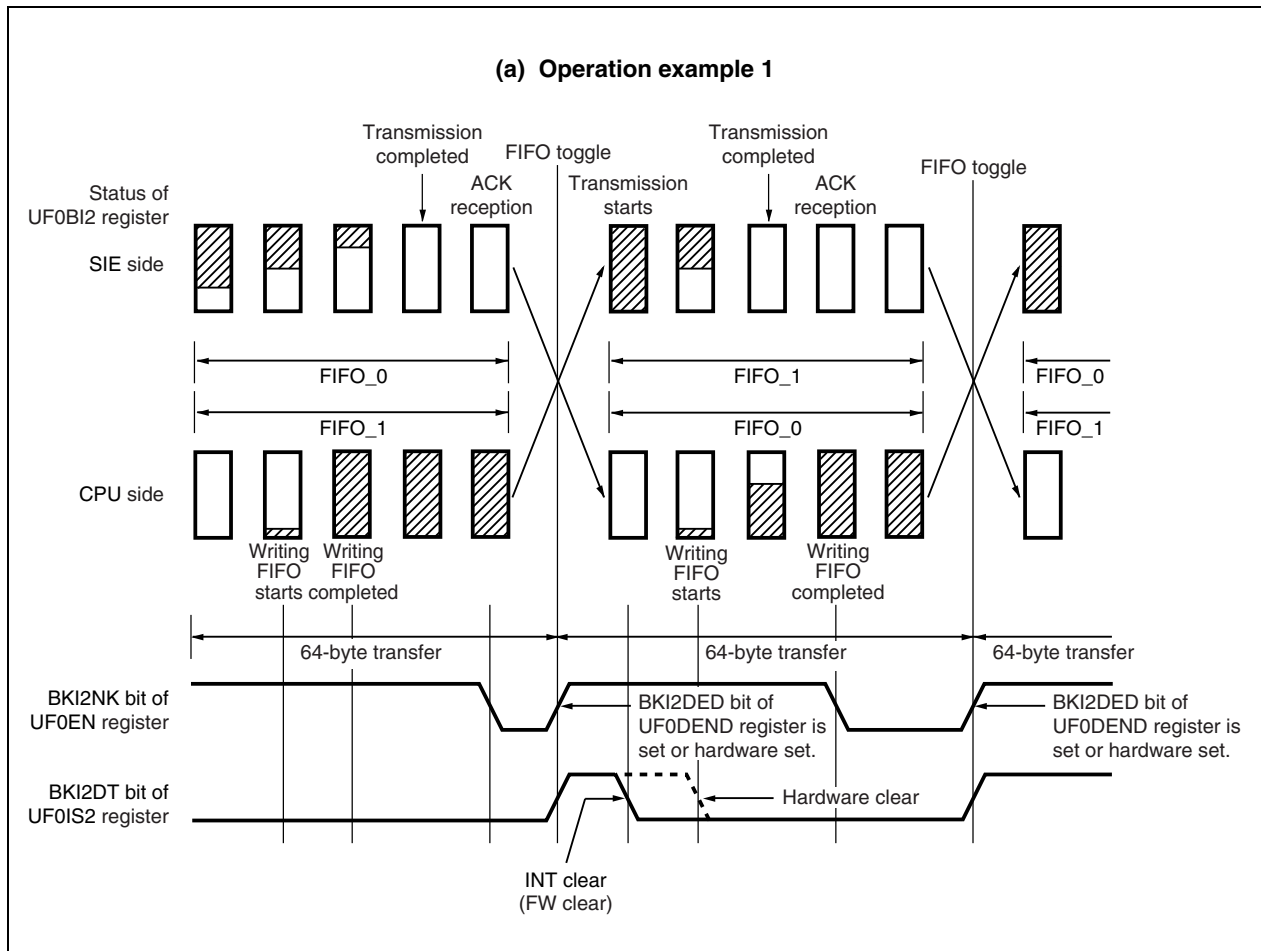 (a) Operation example 1
Transmission
completed
FIFO toggle
Transmission
completed
FIFO toggle
Status of
UF0BI2 register
ACK
reception
Transmission
starts
ACK
reception
SIE side
FIFO_0
FIFO_1
FIFO_0
FIFO_1
FIFO_0
FIFO_1
CPU side
Writing
FIFO
starts
Writing
FIFO
completed
Writing
FIFO
starts
Writing
FIFO
completed
64-byte transfer
64-byte transfer
64-byte transfer
BKI2NK bit of
UF0EN register
BKI2DED bit of
UF0DEND register is
set or hardware set.
BKI2DED bit of
UF0DEND register is
set or hardware set.
BKI2DT bit of
UF0IS2 register
Hardware clear
INT clear
(FW clear)